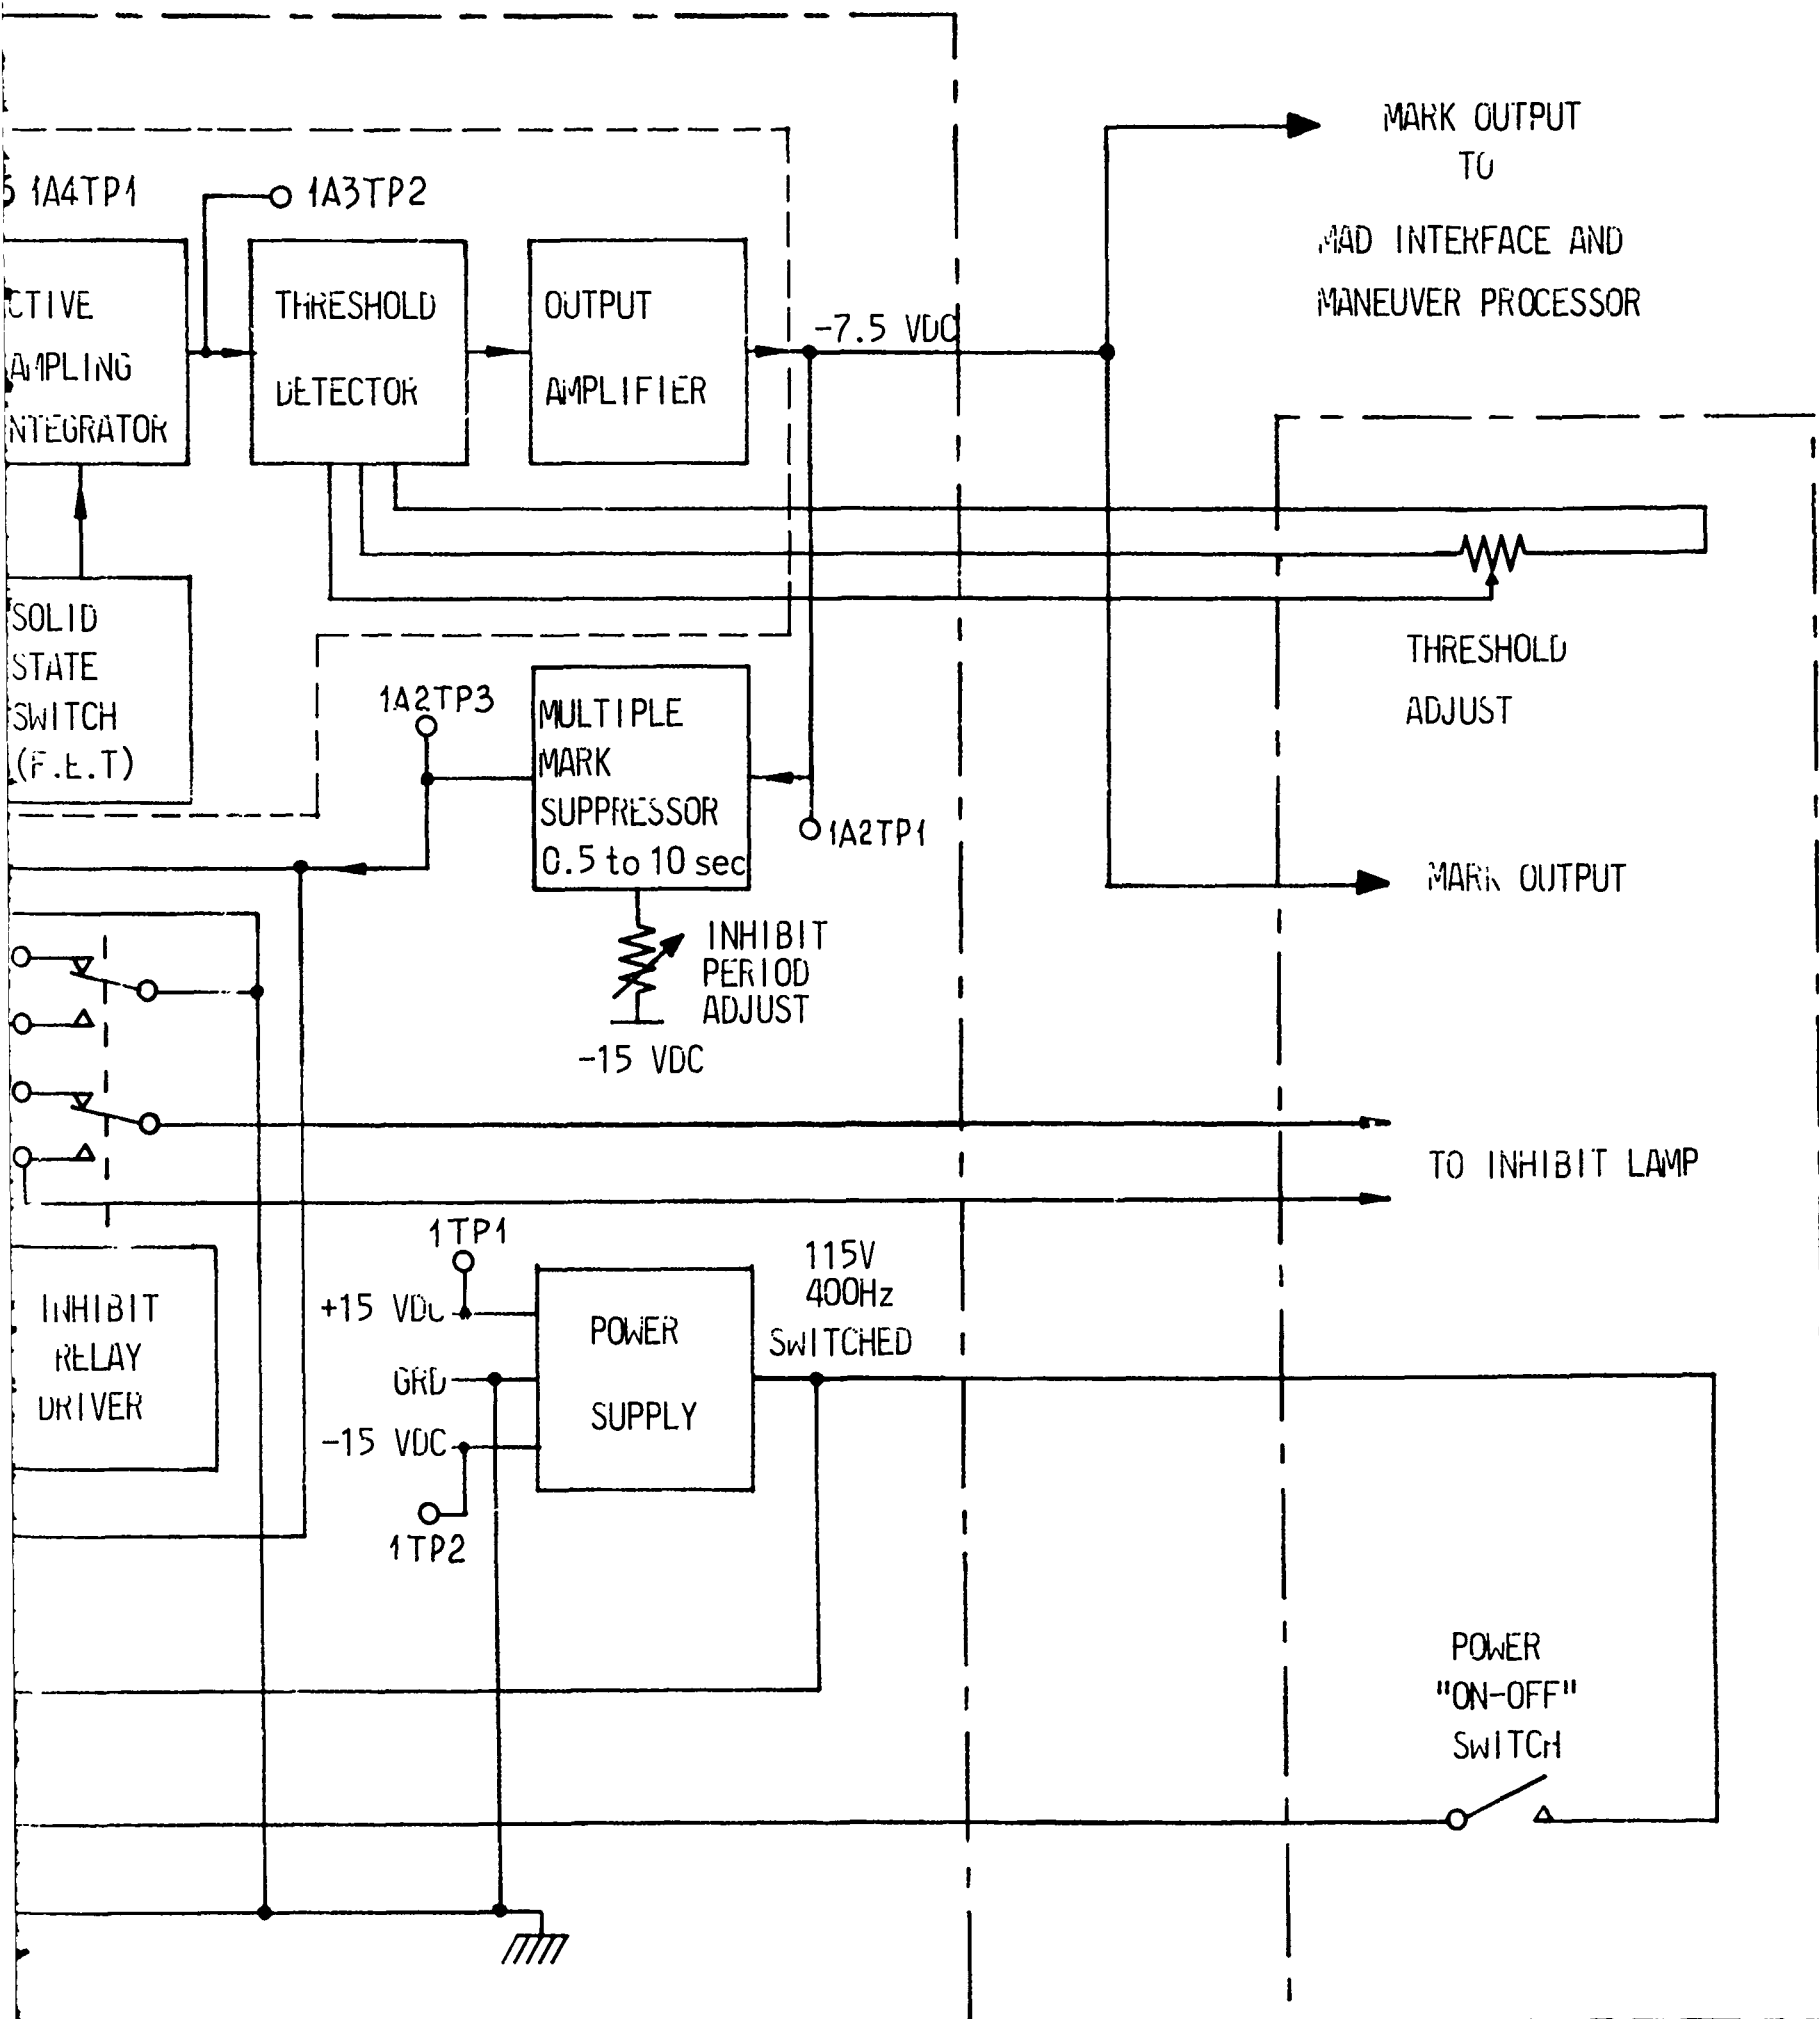 MARK OUTPUT
TO
MAD INTERFACE AND
MANEUVER PROCESSOR
1A4TP1
1A3TP2
CTIVE
AMPLING
NTEGRATOR
THRESHOLD
DETECTOR
OUTPUT
AMPLIFIER
-7.5 VDC
SOLID
STATE
SWITCH
(F.E.T)
THRESHOLD
ADJUST
1A2TP3
MULTIPLE
MARK
SUPPRESSOR
0.5 to 10 sec
1A2TP1
MARK OUTPUT
INHIBIT
PERIOD
ADJUST
-15 VDC
TO INHIBIT LAMP
1TP1
115V
400Hz
SWITCHED
INHIBIT
RELAY
DRIVER
+15 VDC
GRD
-15 VDC
POWER
SUPPLY
1TP2
POWER
"ON-OFF"
SWITCH